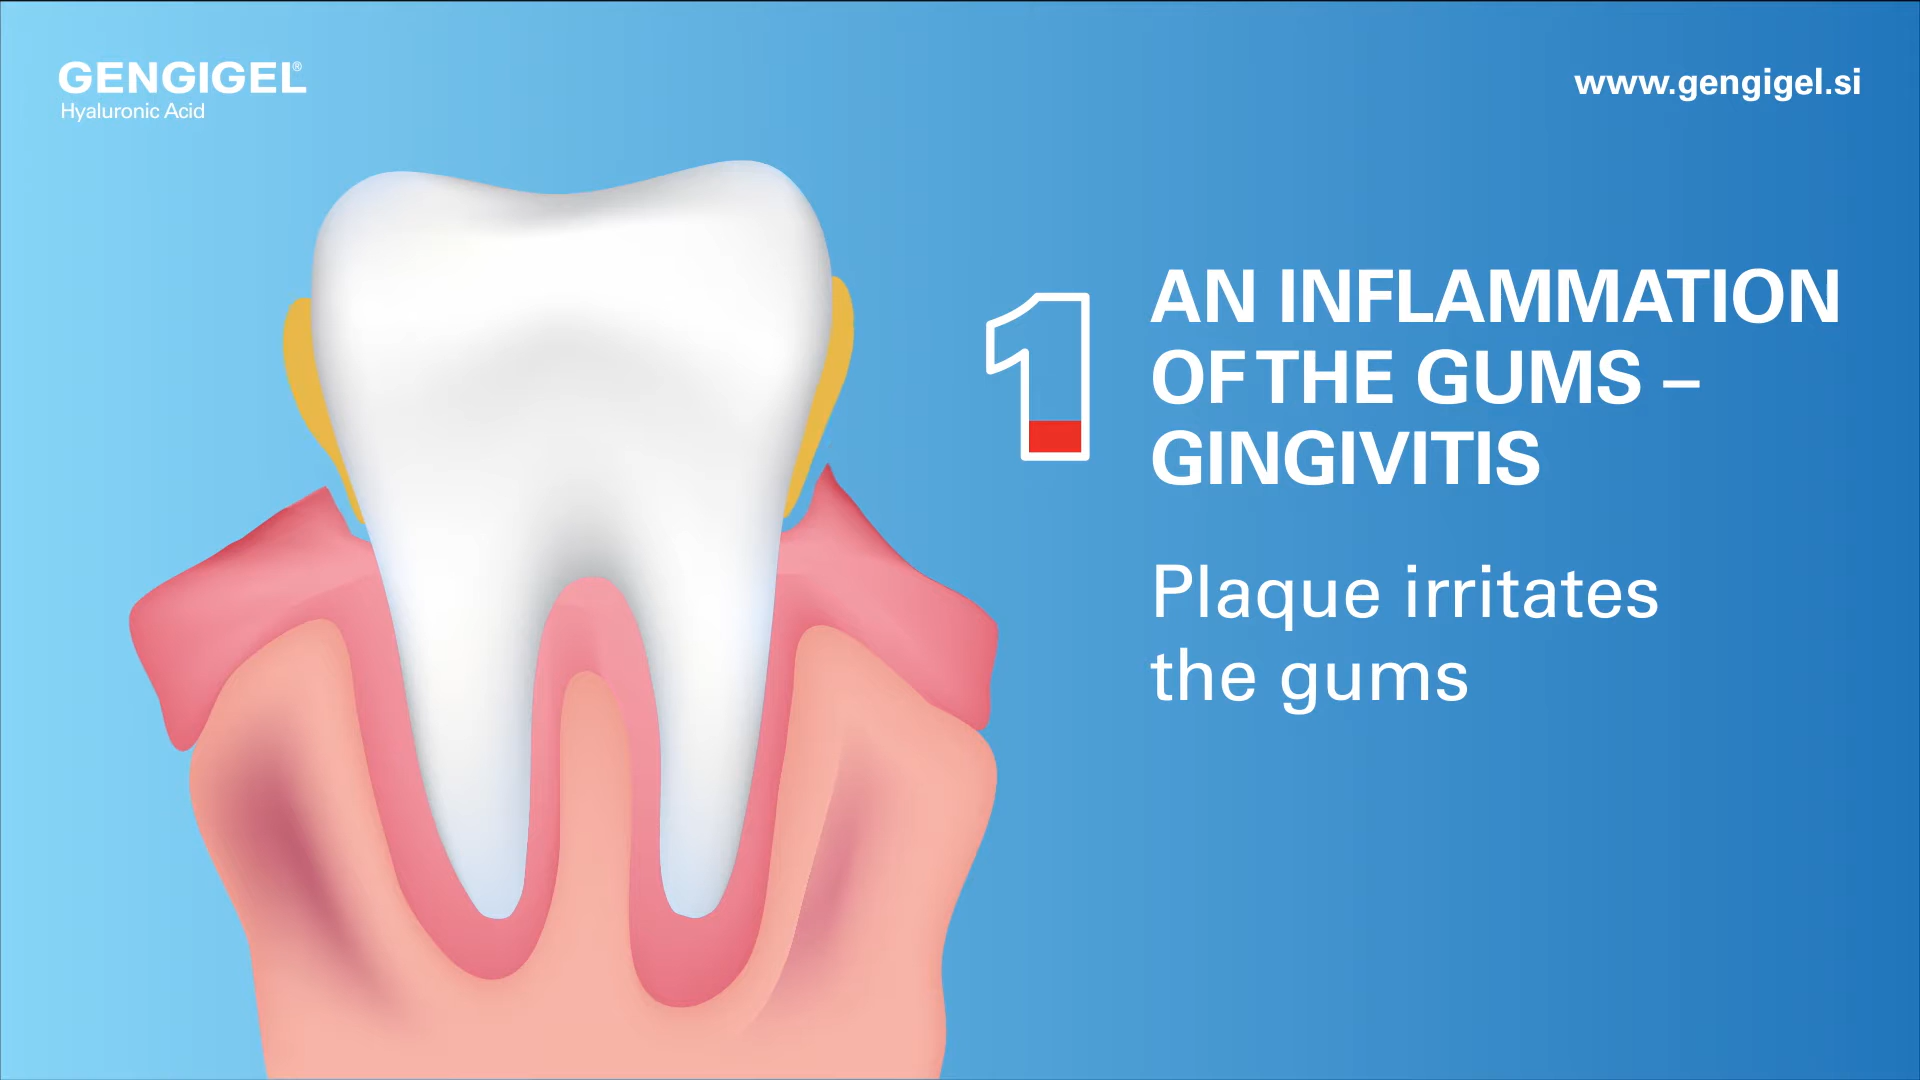 GENGIGEL®
Hyaluronic Acid
www.gengigel.si
1
AN INFLAMMATION
OF THE GUMS –
GINGIVITIS
Plaque irritates
the gums